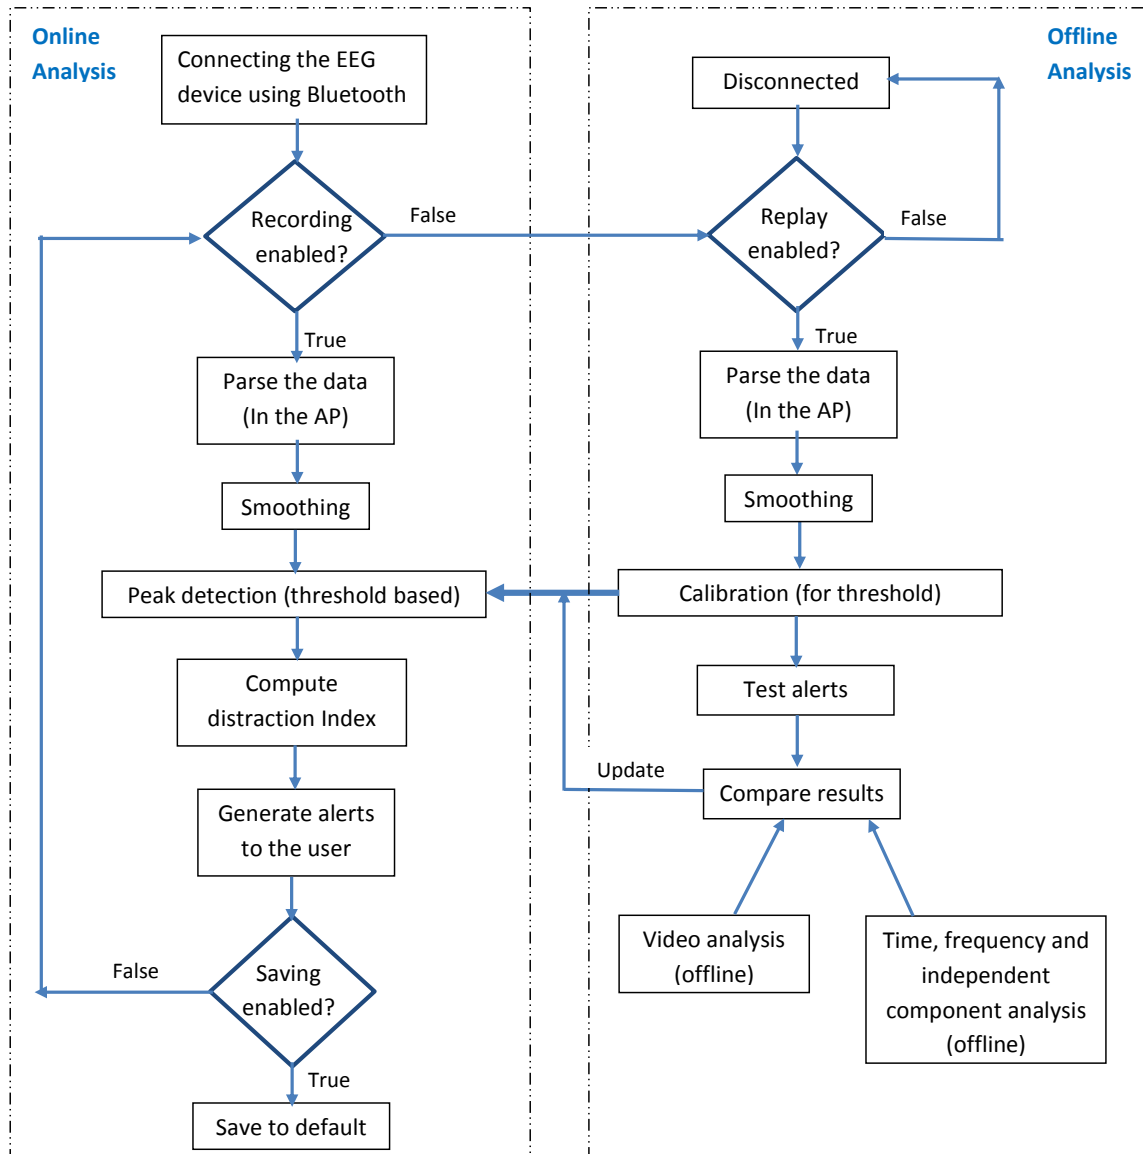 Online
Analysis
Connecting the EEG
device using Bluetooth
Recording
enabled?
False
True
Parse the data
(In the AP)
Smoothing
Peak detection (threshold based)
Compute
distraction Index
Generate alerts
to the user
Saving
enabled?
False
True
Save to default
Offline
Analysis
Disconnected
Replay
enabled?
False
True
Parse the data
(In the AP)
Smoothing
Calibration (for threshold)
Test alerts
Update
Compare results
Video analysis
(offline)
Time, frequency and
independent
component analysis
(offline)